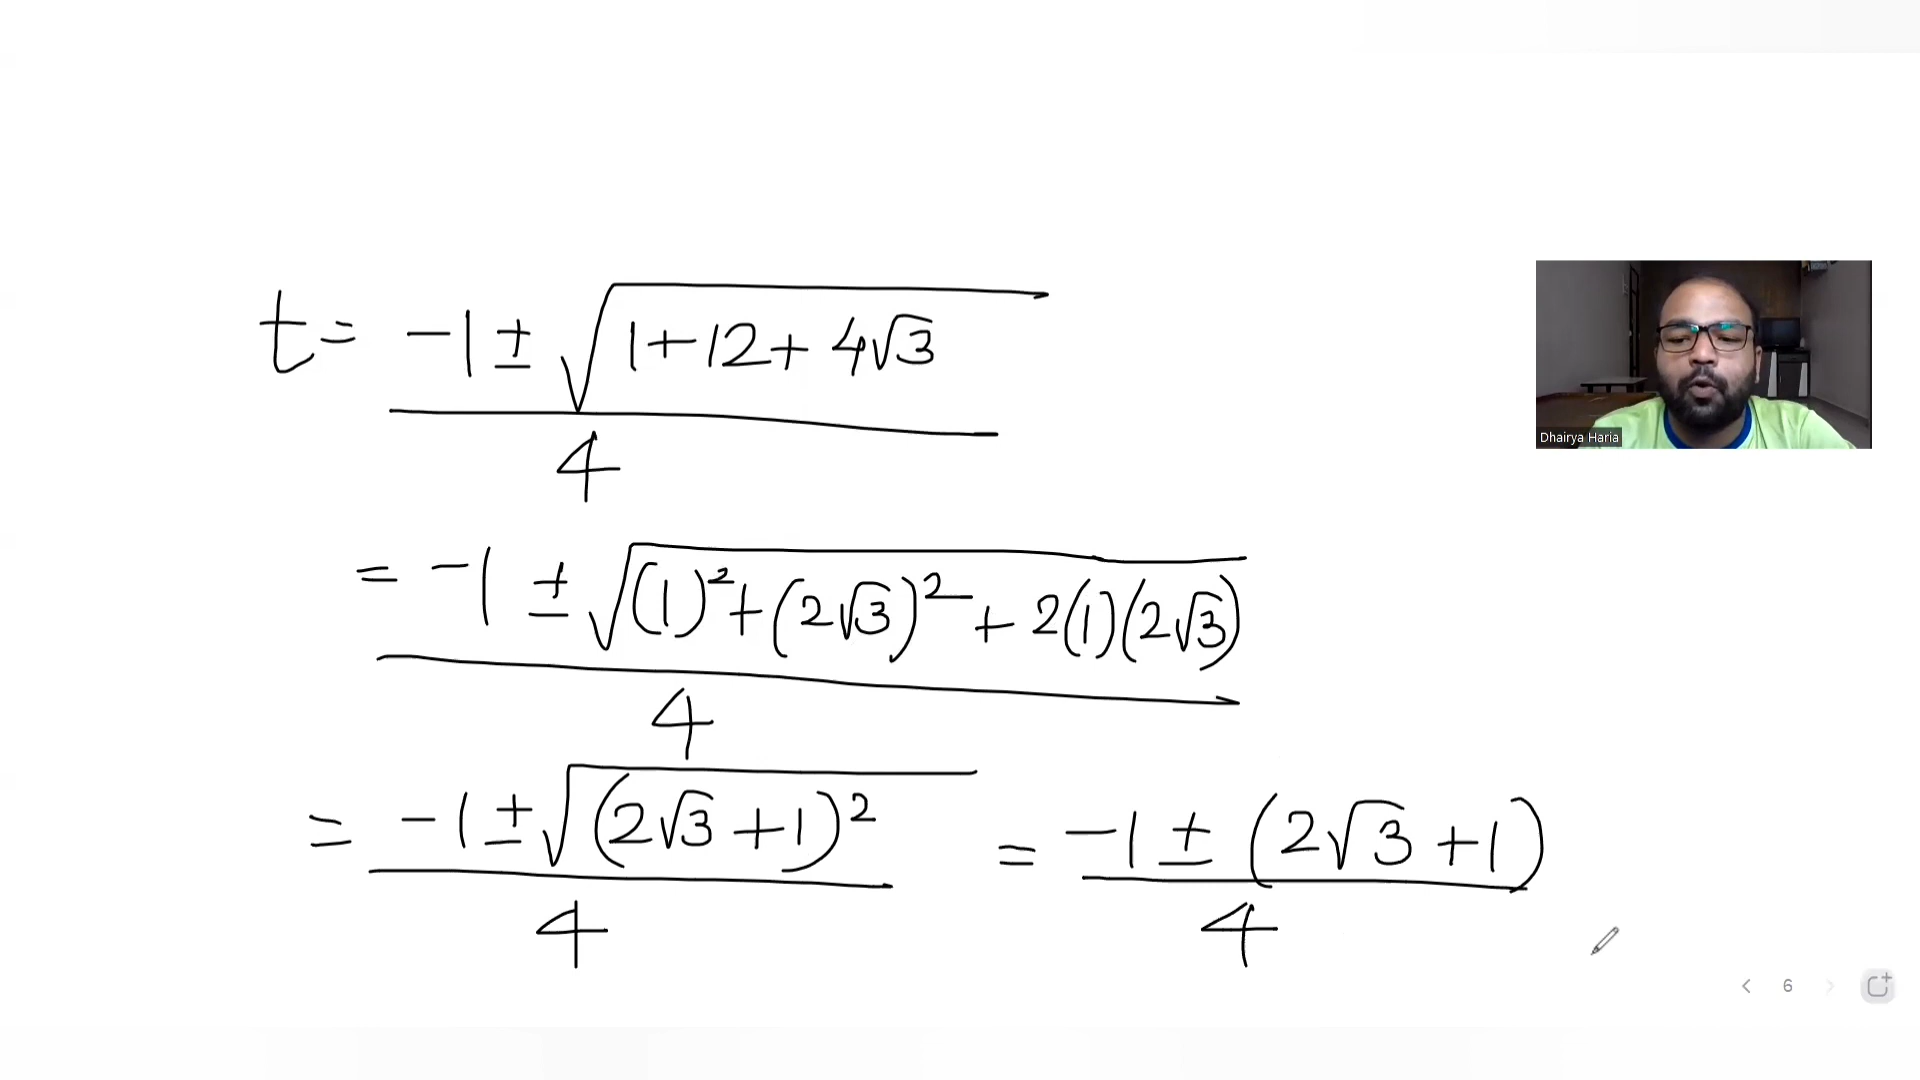 t = -1 ± √(1+12+4√3)
4
= -1 ± √((1)² + (2√3)² + 2(1)(2√3))
4
= -1 ± √((2√3 +1)²) = -1 ± (2√3 +1)
4 4
Dhairya Haria
< 6 >